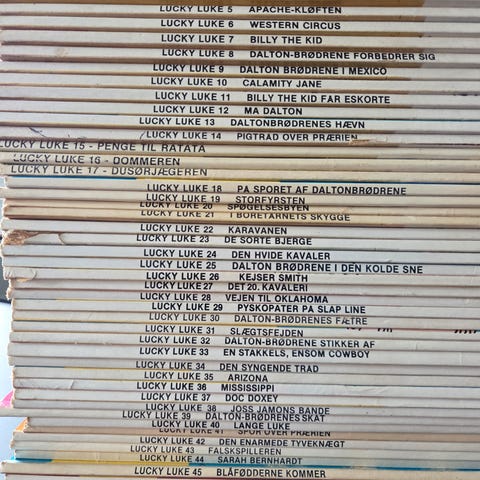 LUCKY LUKE 5 APACHE-KLØFTEN
LUCKY LUKE 6 WESTERN CIRCUS
LUCKY LUKE 7 BILLY THE KID
LUCKY LUKE 8 DALTON-BRØDRENE FORBEDRER SIG
LUCKY LUKE 9 DALTON BRØDRENE I MEXICO
LUCKY LUKE 10 CALAMITY JANE
LUCKY LUKE 11 BILLY THE KID FAR ESKORTE
LUCKY LUKE 12 MA DALTON
LUCKY LUKE 13 DALTONBRØDRENES HÆVN
LUCKY LUKE 14 PIGTRAD OVER PRÆRIEN
LUCKY LUKE 15 - PENGE TIL RATATA
LUCKY LUKE 16 - DOMMEREN
LUCKY LUKE 17 - DUSØRJÆGEREN
LUCKY LUKE 18 PA SPORET AF DALTONBRØDRENE
LUCKY LUKE 19 STORFYRSTEN
LUCKY LUKE 20 SPØGELSESBYEN
LUCKY LUKE 21 I BORETARNETS SKYGGE
LUCKY LUKE 22 KARAVANEN
LUCKY LUKE 23 DE SORTE BJERGE
LUCKY LUKE 24 DEN HVIDE KAVALER
LUCKY LUKE 25 DALTON BRØDRENE I DEN KOLDE SNE
LUCKY LUKE 26 KEJSER SMITH
LUCKY LUKE 27 DET 20. KAVALERI
LUCKY LUKE 28 VEJEN TIL OKLAHOMA
LUCKY LUKE 29 PYSKOPATER PÅ SLAP LINE
LUCKY LUKE 30 DALTON-BRØDRENES FÆTRE
LUCKY LUKE 31 SLÆGTSFEJDEN
LUCKY LUKE 32 DALTON-BRØDRENE STIKKER AF
LUCKY LUKE 33 EN STAKKELS, ENSOM COWBOY
LUCKY LUKE 34 DEN SYNGENDE TRÅD
LUCKY LUKE 35 ARIZONA
LUCKY LUKE 36 MISSISSIPPI
LUCKY LUKE 37 DOC DOXEY
LUCKY LUKE 38 JOSS JAMONS BANDE
LUCKY LUKE 39 DALTON-BRØDRENES SKAT
LUCKY LUKE 40 LANGE LUKE
LUCKY LUKE 41 SPOR OVER PRÆRIEN
LUCKY LUKE 42 DEN ENARMEDE TYVEKNÆGT
LUCKY LUKE 43 FALSKSPILLEREN
LUCKY LUKE 44 SARAH BERNHARDT
LUCKY LUKE 45 BLÅFØDDERNE KOMMER